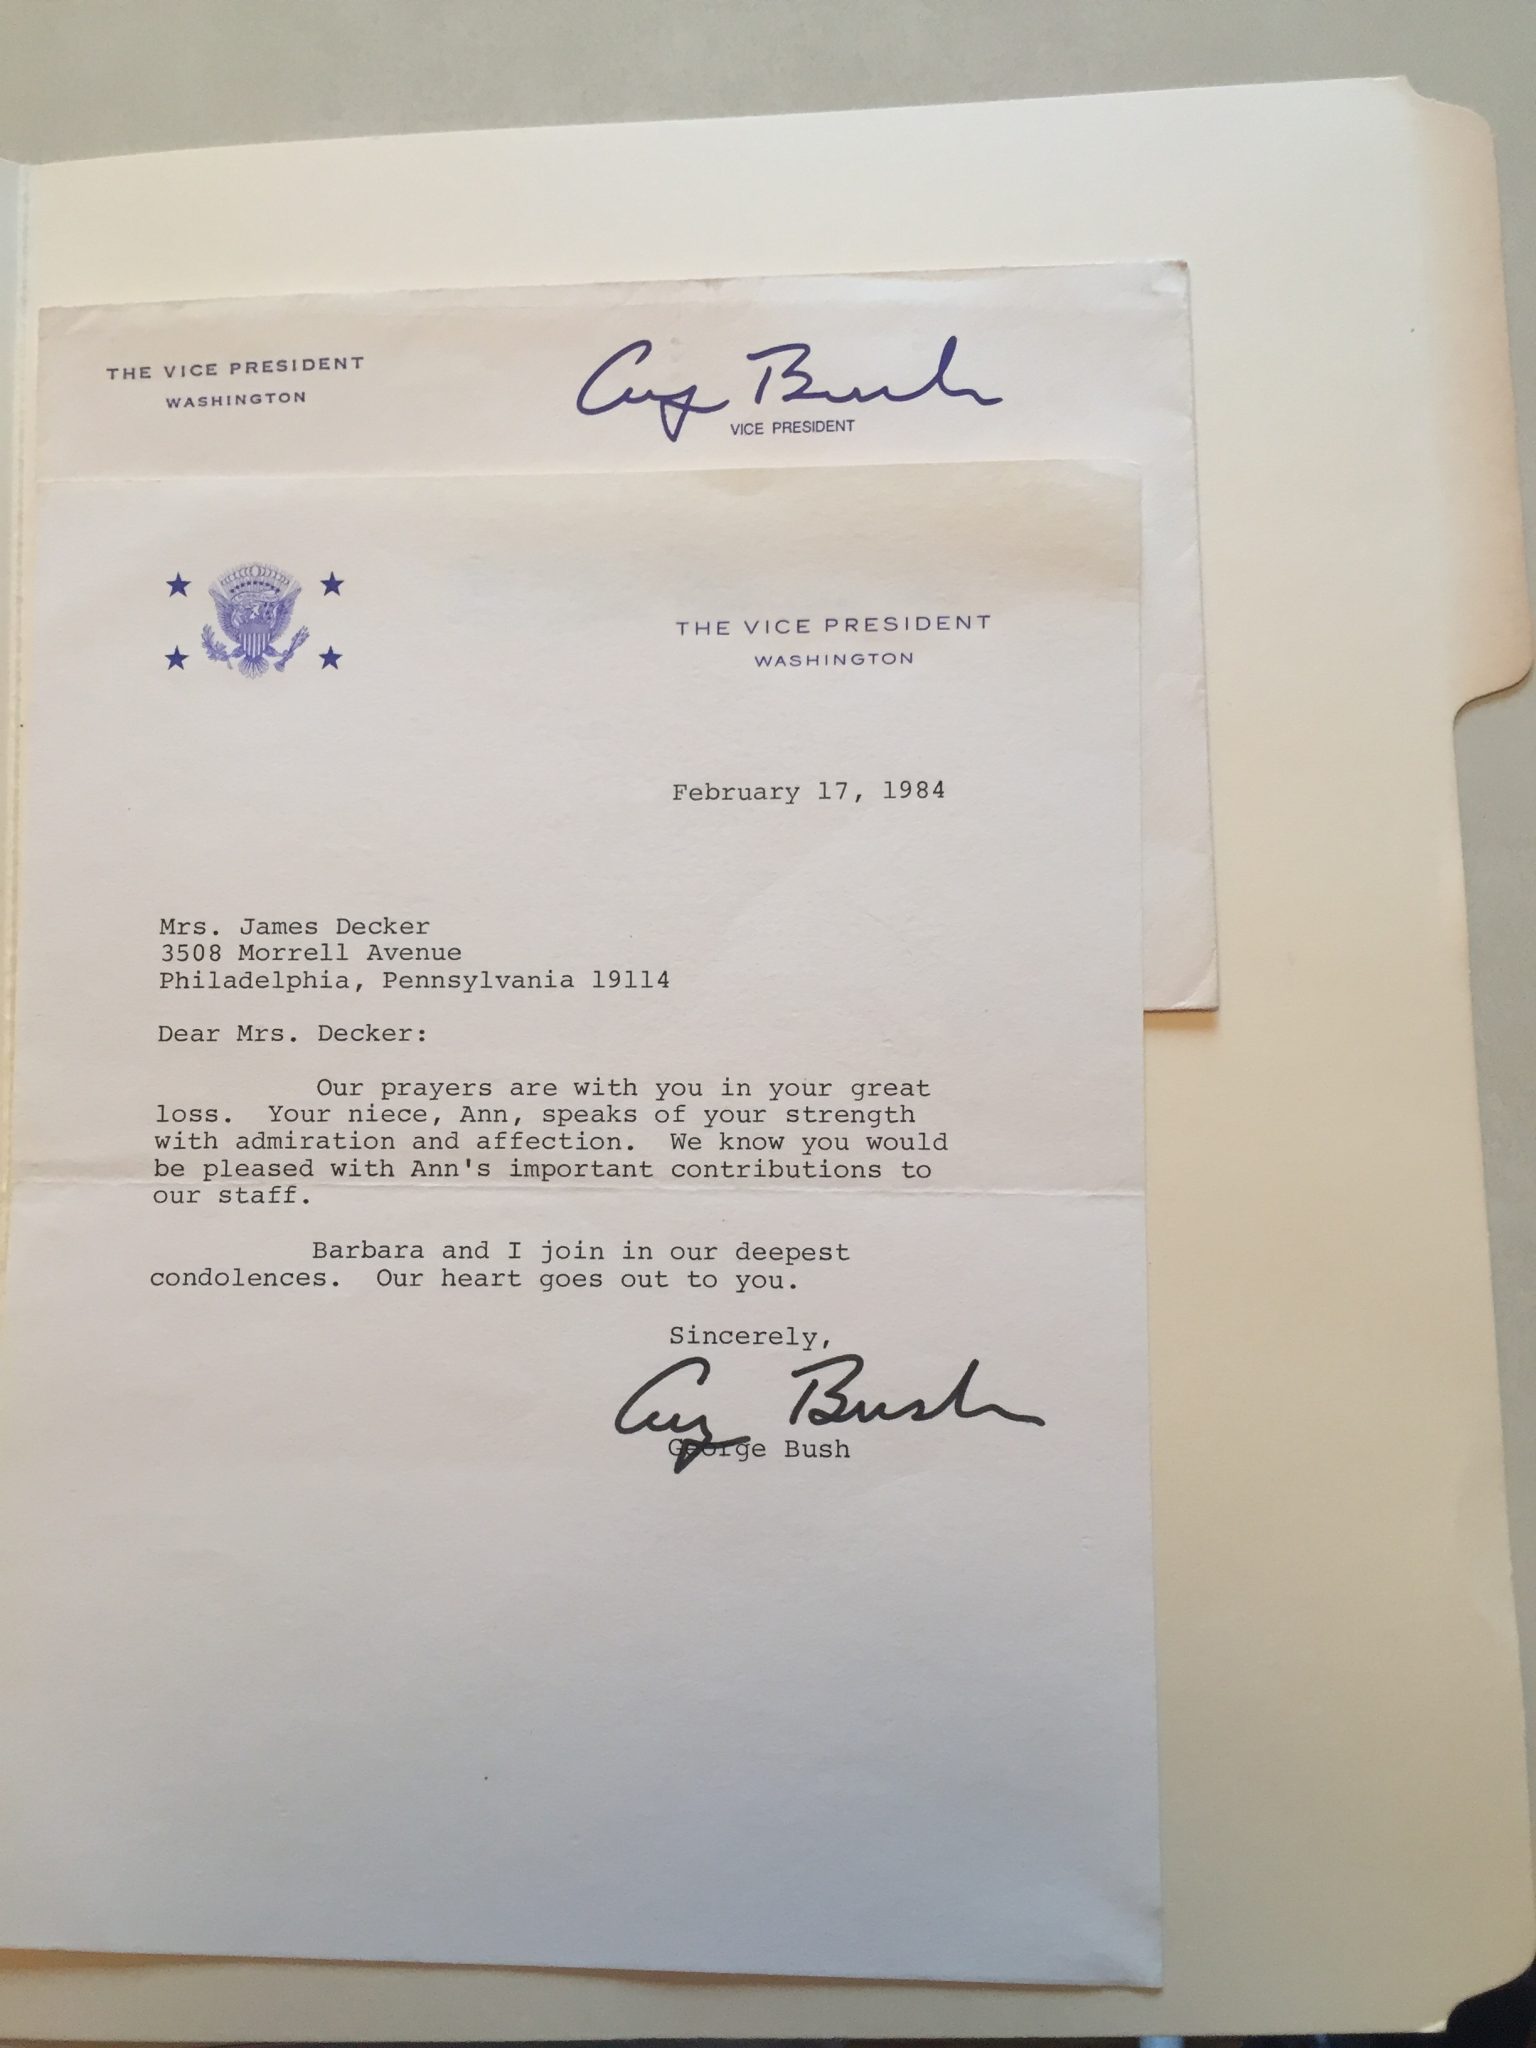 THE VICE PRESIDENT
WASHINGTON
George Bush
VICE PRESIDENT
THE VICE PRESIDENT
WASHINGTON
February 17, 1984
Mrs. James Decker
3508 Morrell Avenue
Philadelphia, Pennsylvania 19114
Dear Mrs. Decker:
Our prayers are with you in your great
loss. Your niece, Ann, speaks of your strength
with admiration and affection. We know you would
be pleased with Ann's important contributions to
our staff.
Barbara and I join in our deepest
condolences. Our heart goes out to you.
Sincerely,
George Bush
George Bush